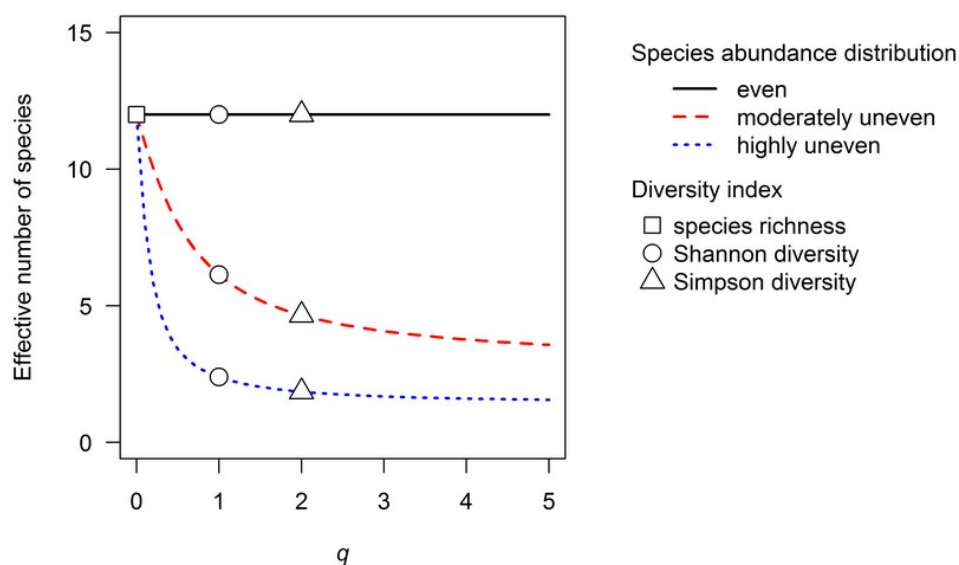 15
10
5
0
Effective number of species
0 1 2 3 4 5
q
Species abundance distribution
even
moderately uneven
highly uneven
Diversity index
species richness
Shannon diversity
Simpson diversity